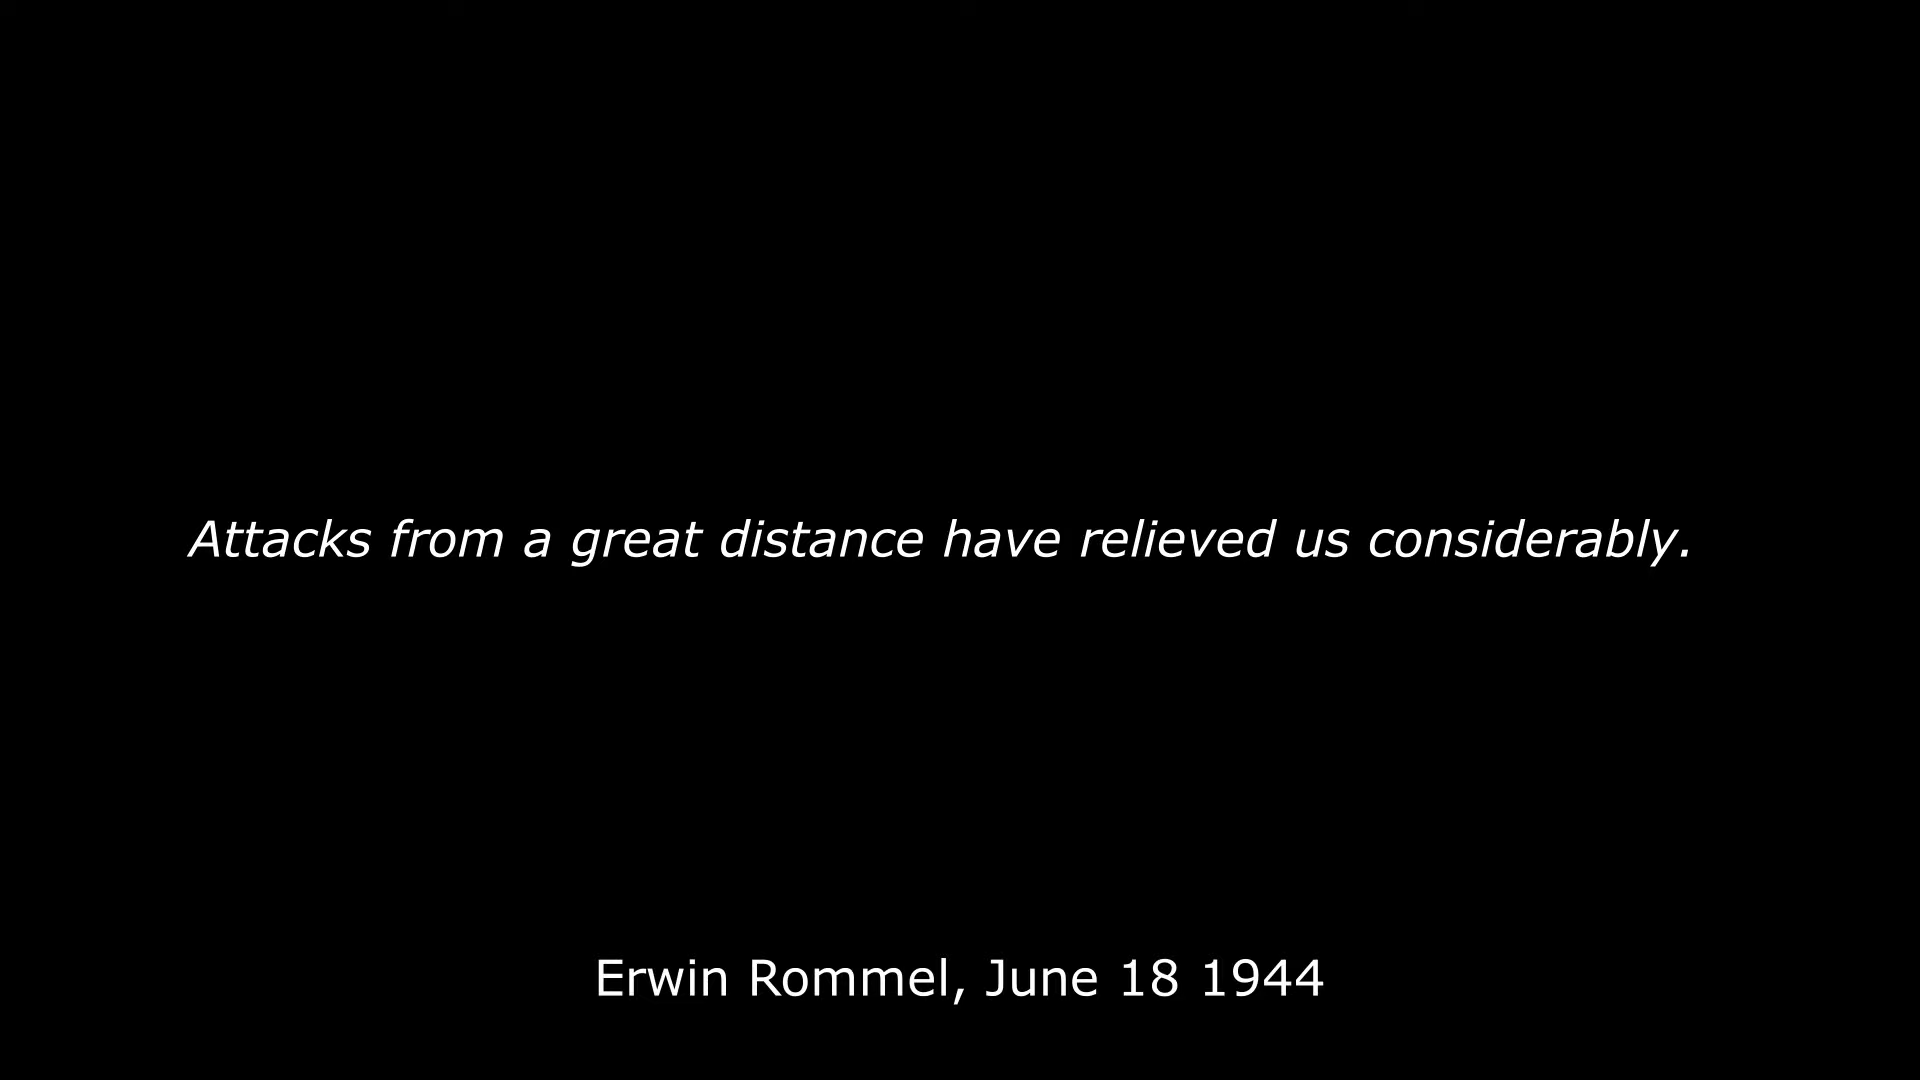 Attacks from a great distance have relieved us considerably.
Erwin Rommel, June 18 1944